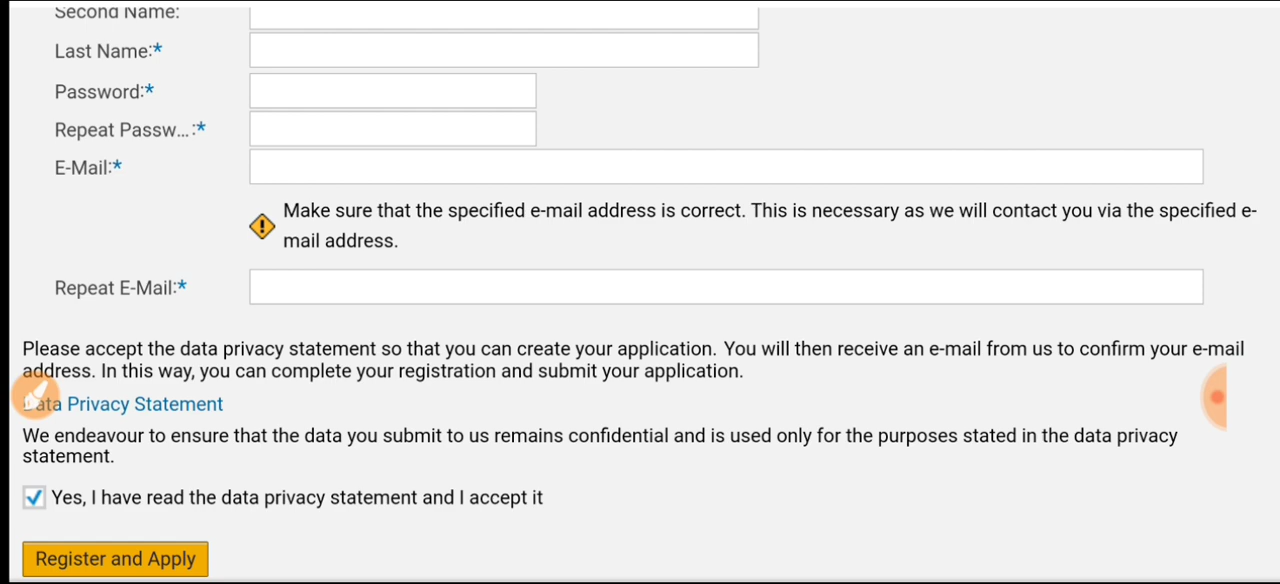 Second Name:
Last Name:*
Password:*
Repeat Passw...:*
E-Mail:*
Make sure that the specified e-mail address is correct. This is necessary as we will contact you via the specified e-
mail address.
Repeat E-Mail:*
Please accept the data privacy statement so that you can create your application. You will then receive an e-mail from us to confirm your e-mail
address. In this way, you can complete your registration and submit your application.
Data Privacy Statement
We endeavour to ensure that the data you submit to us remains confidential and is used only for the purposes stated in the data privacy
statement.
Yes, I have read the data privacy statement and I accept it
Register and Apply